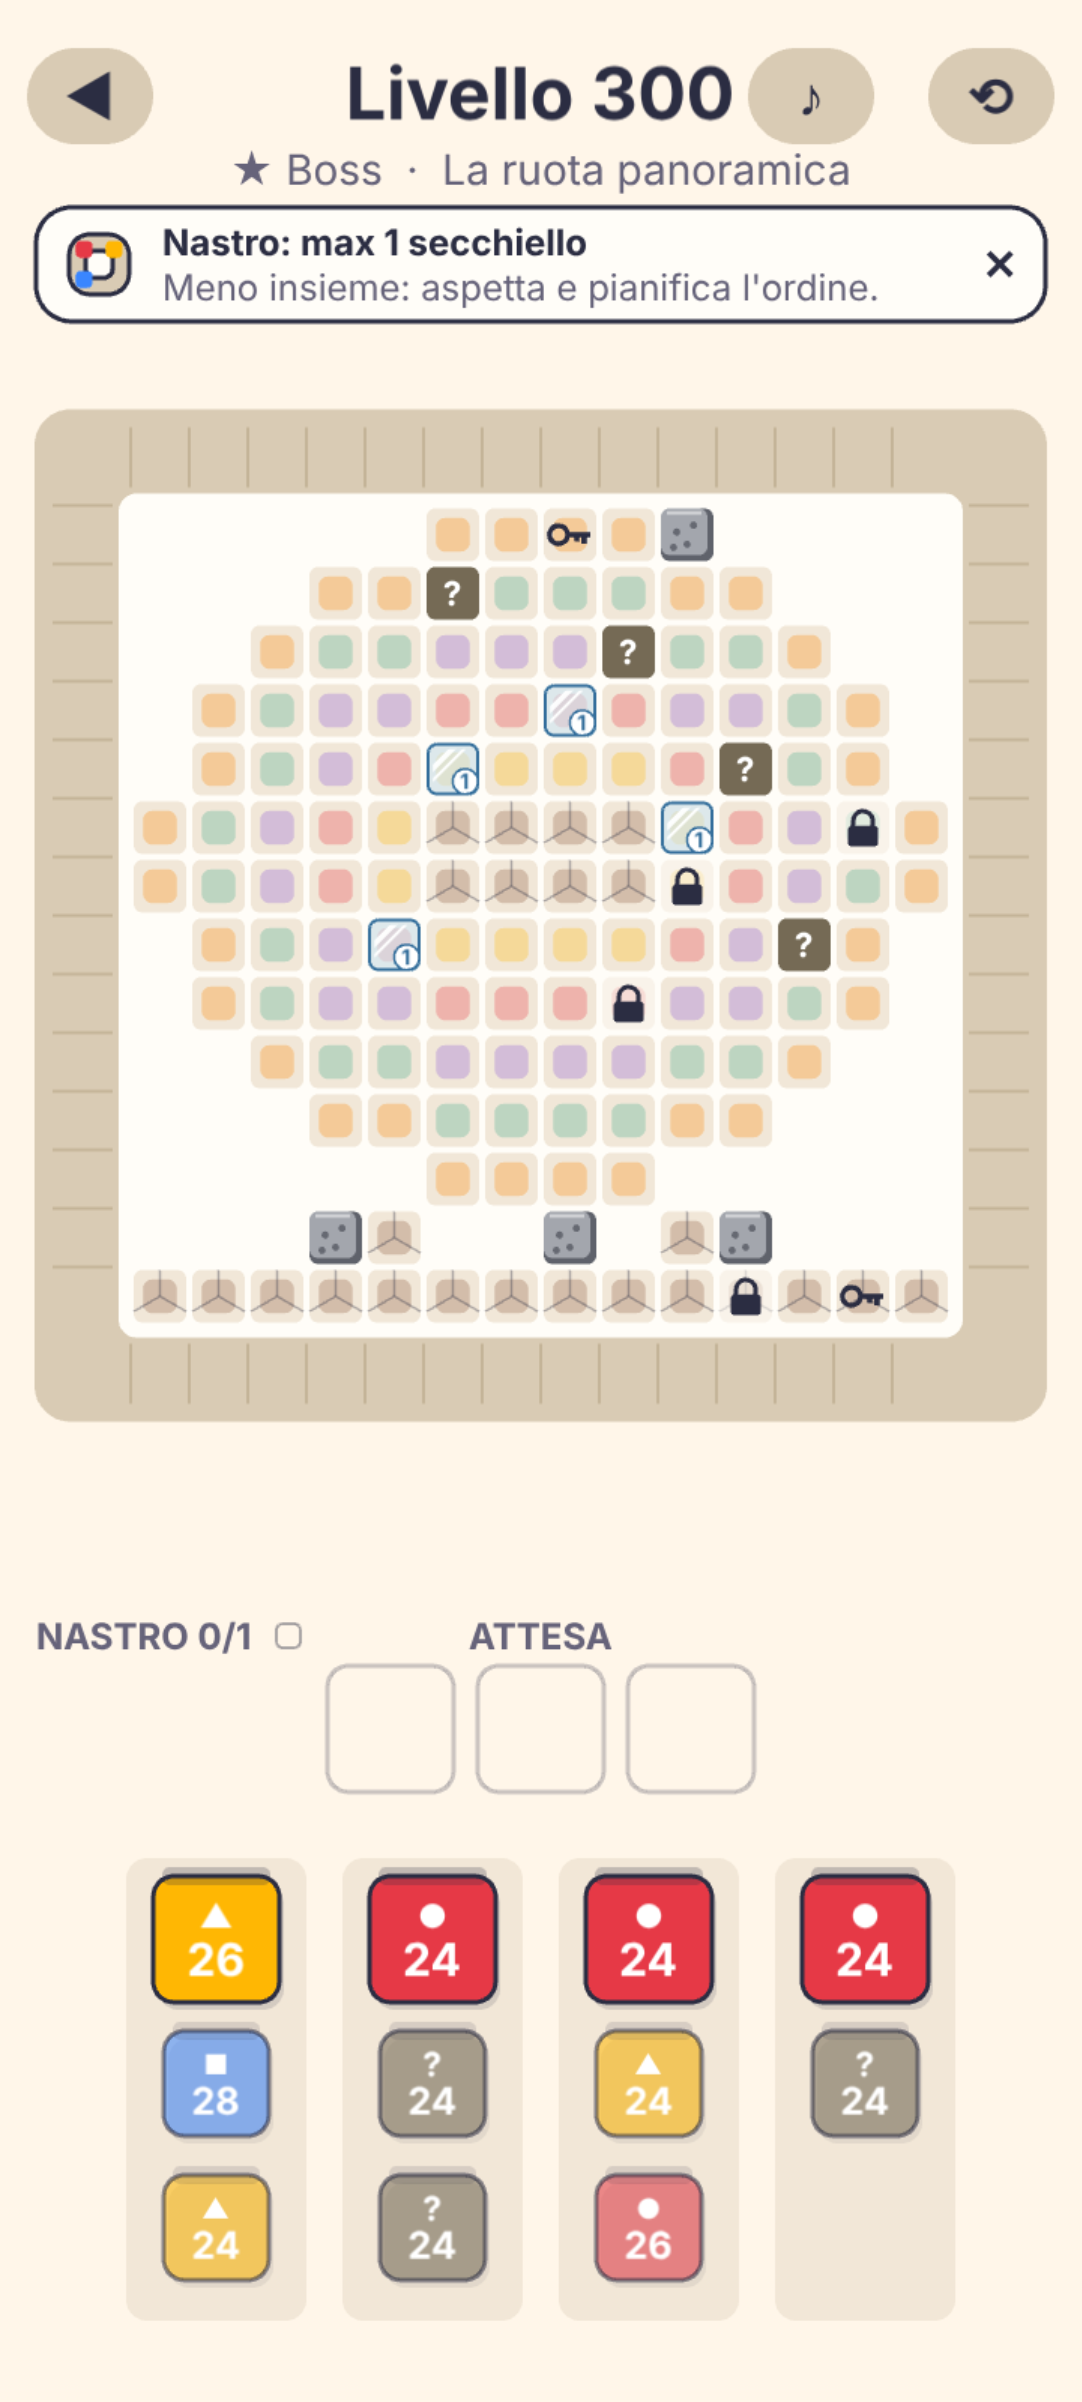 Livello 300
★ Boss · La ruota panoramica
Nastro: max 1 secchiello
Meno insieme: aspetta e pianifica l'ordine.
?
?
1
1 ?
1
1 ?
NASTRO 0/1 ATTESA
26 24 24 24
28 ? 24 24 ? 24
24 ? 24 26